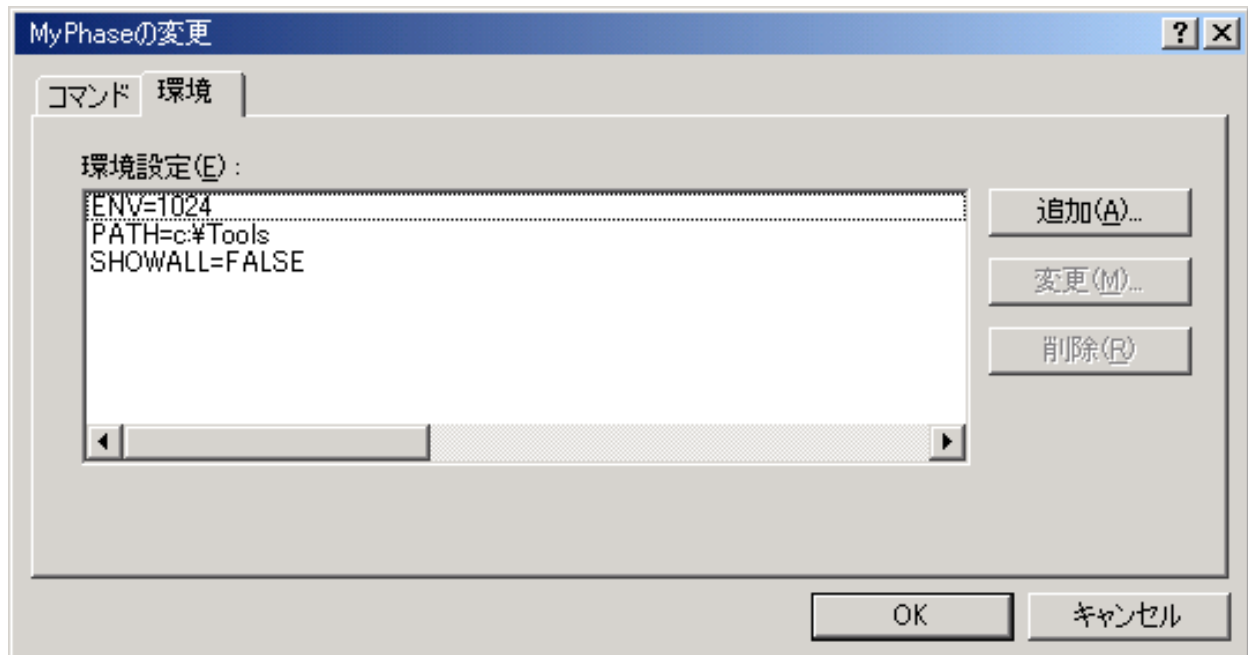 MyPhaseの変更
コマンド 環境
環境設定(E):
ENV=1024
PATH=c:¥Tools
SHOWALL=FALSE
追加(A)...
変更(M)...
削除(R)
OK キャンセル